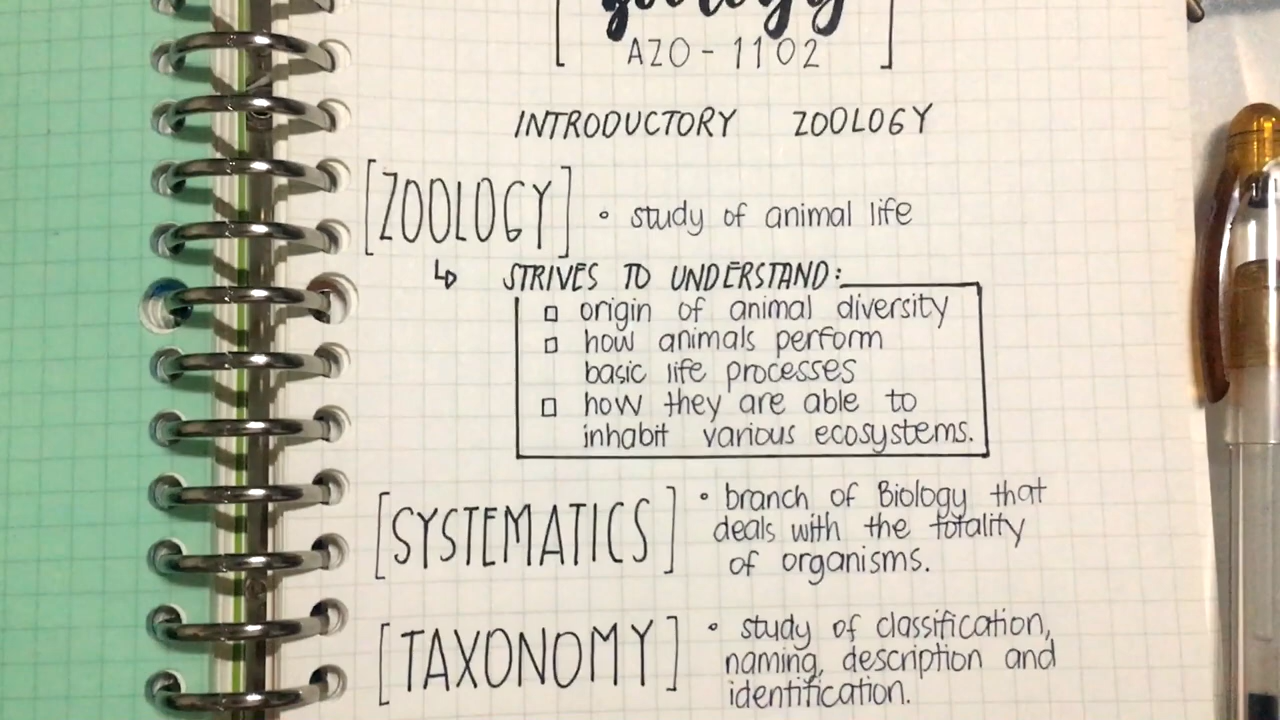 zoology
AZO - 1102
INTRODUCTORY ZOOLOGY
[ZOOLOGY] • study of animal life
↳ STRIVES TO UNDERSTAND:
□ origin of animal diversity
□ how animals perform
basic life processes
□ how they are able to
inhabit various ecosystems.
[SYSTEMATICS] • branch of Biology that
deals with the totality
of organisms.
[TAXONOMY] • study of classification,
naming, description and
identification.